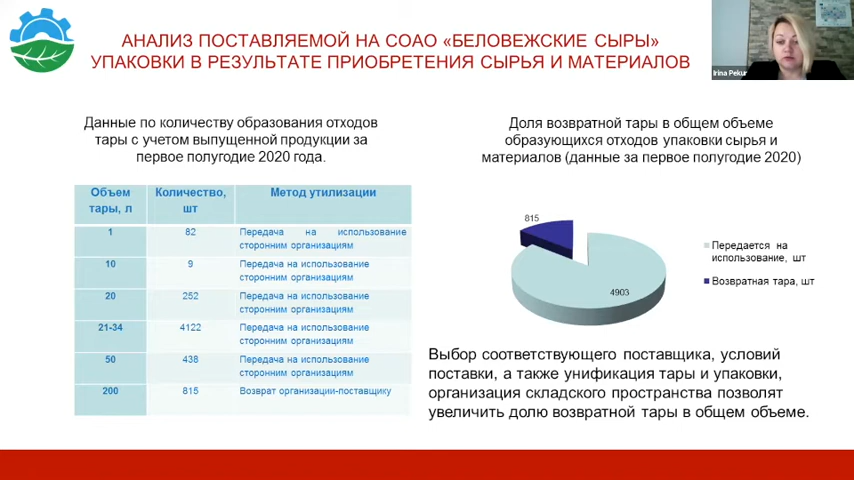 АНАЛИЗ ПОСТАВЛЯЕМОЙ НА СОАО «БЕЛОВЕЖСКИЕ СЫРЫ»
УПАКОВКИ В РЕЗУЛЬТАТЕ ПРИОБРЕТЕНИЯ СЫРЬЯ И МАТЕРИАЛОВ
Данные по количеству образования отходов
тары с учетом выпущенной продукции за
первое полугодие 2020 года.
Объем
тары, л
Количество,
шт
Метод утилизации
1
82
Передача на использование
сторонним организациям
10
9
Передача на использование
сторонним организациям
20
252
Передача на использование
сторонним организациям
21-34
4122
Передача на использование
сторонним организациям
50
438
Передача на использование
сторонним организациям
200
815
Возврат организации-поставщику
Доля возвратной тары в общем объеме
образующихся отходов упаковки сырья и
материалов (данные за первое полугодие 2020)
815
4903
Передается на
использование, шт
Возвратная тара, шт
Выбор соответствующего поставщика, условий
поставки, а также унификация тары и упаковки,
организация складского пространства позволят
увеличить долю возвратной тары в общем объеме.
Irina